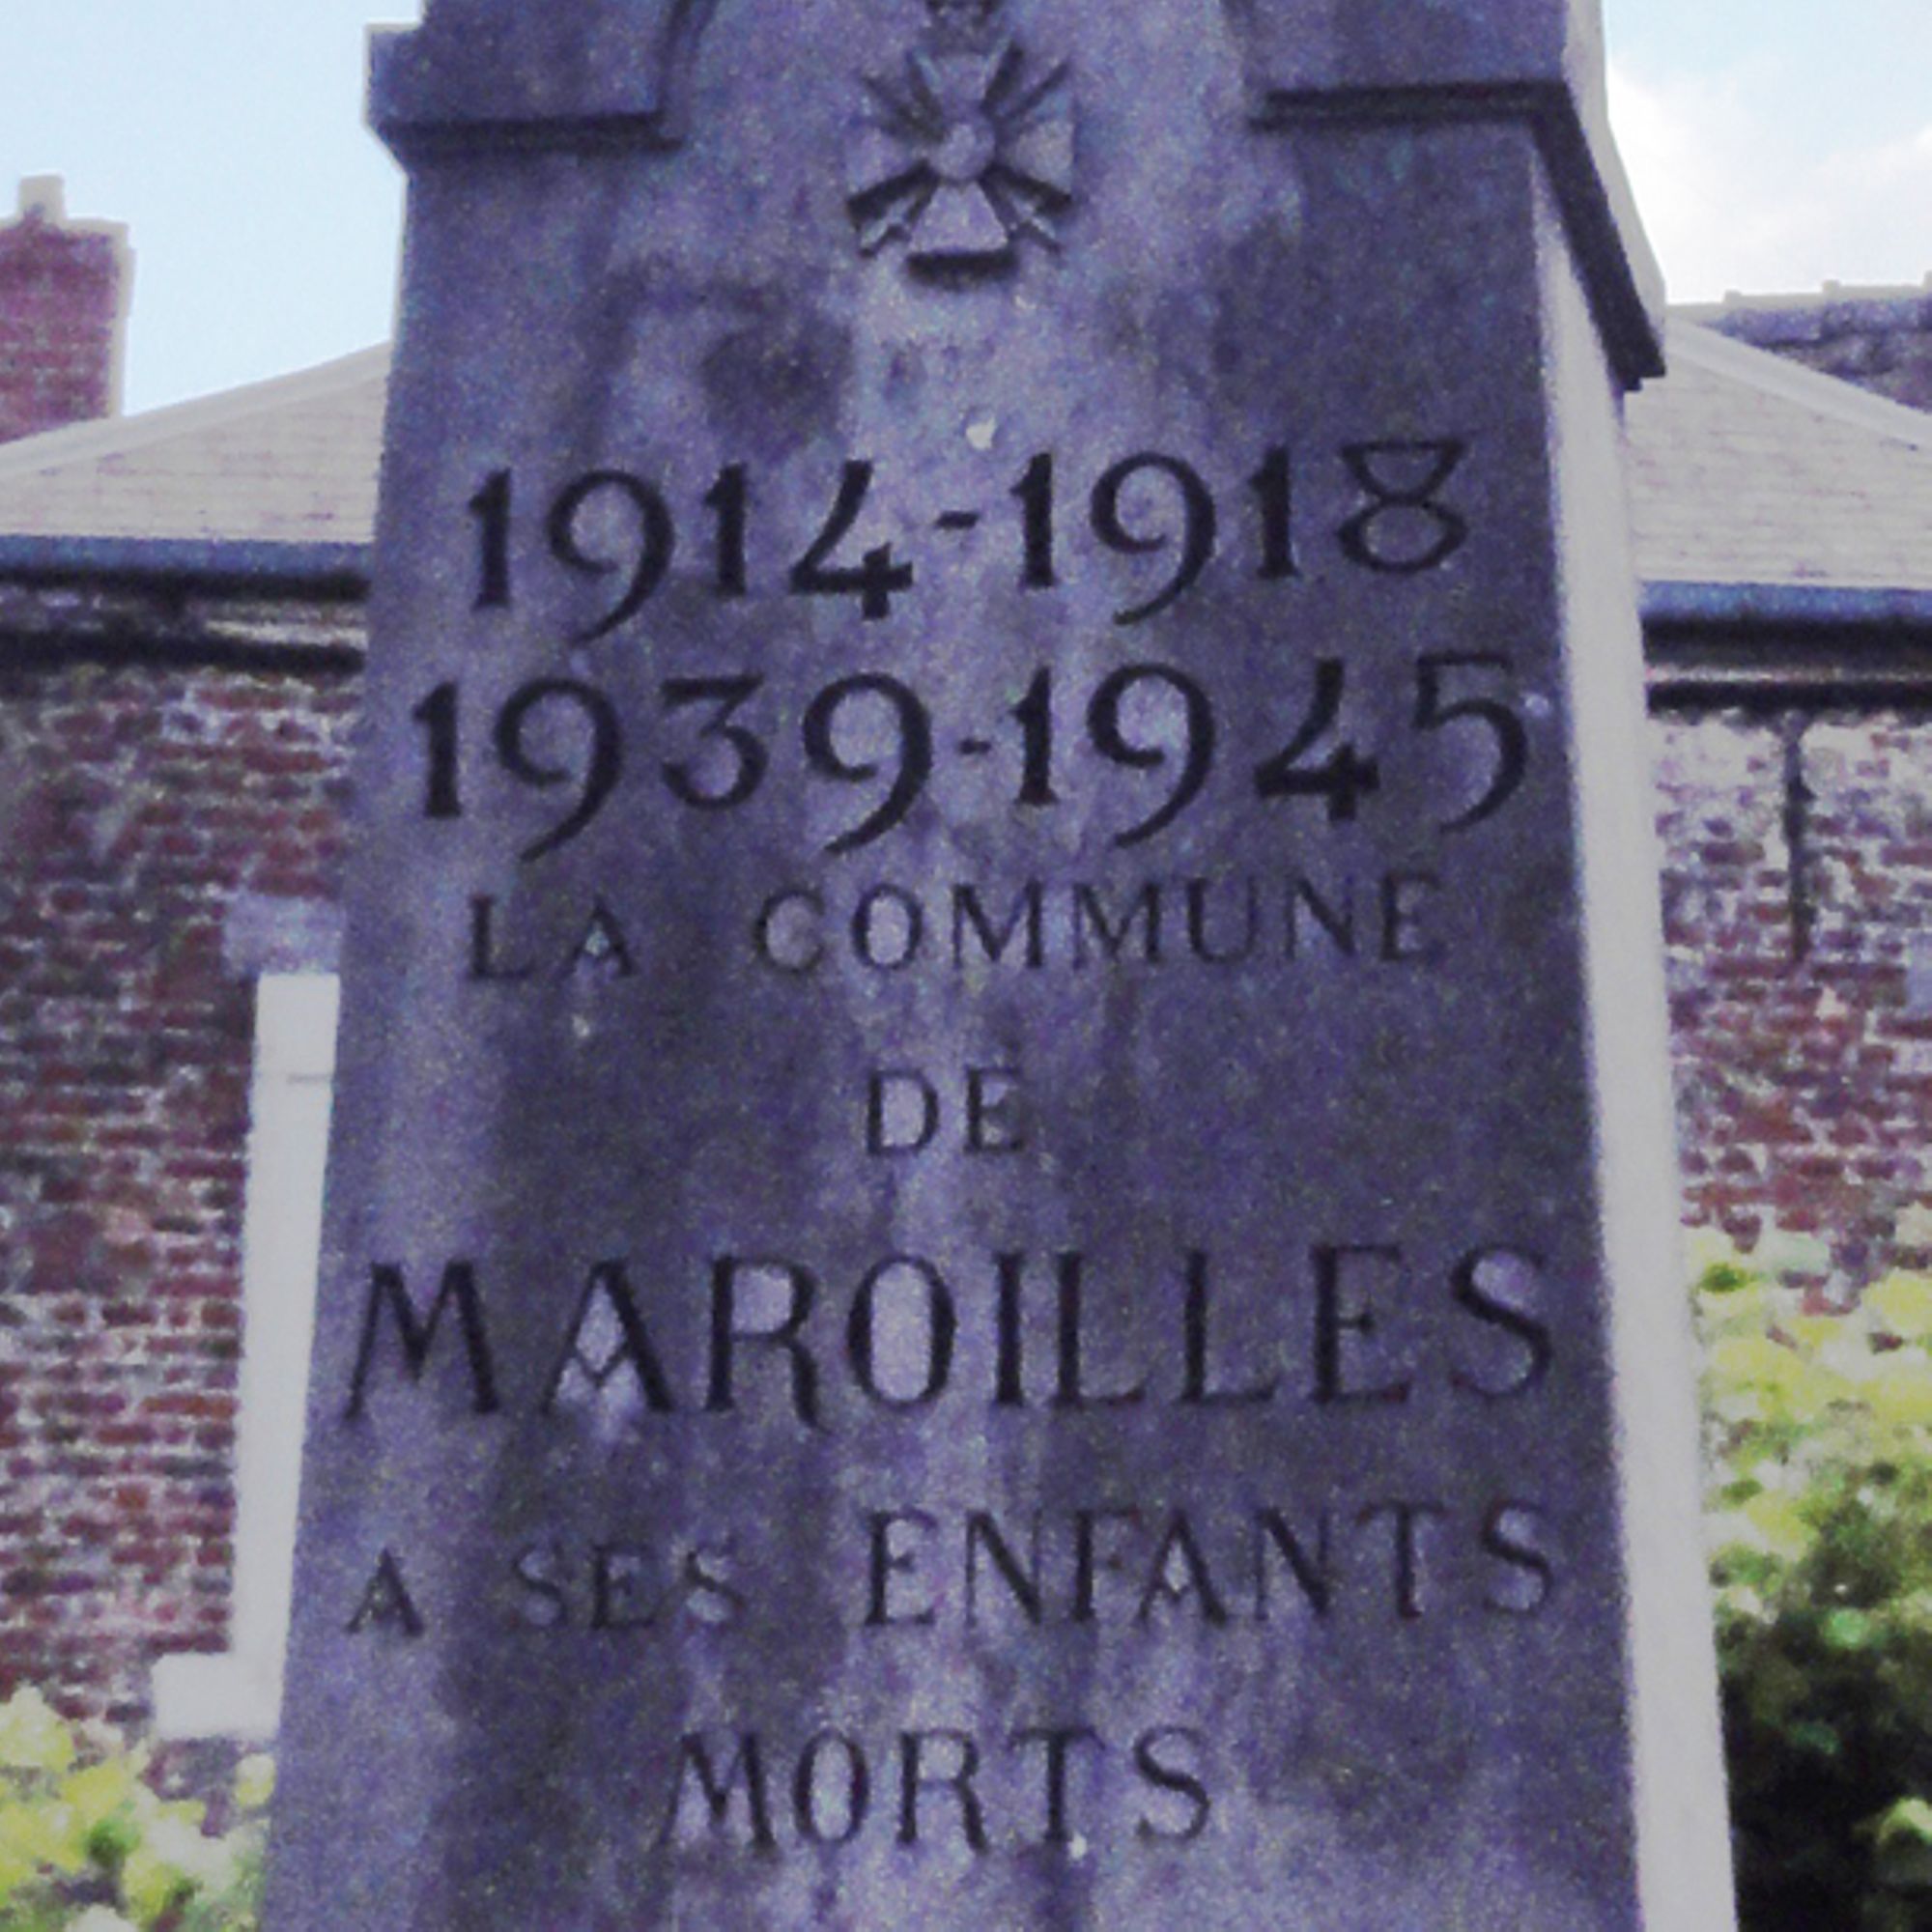 1914-1918
1939-1945
LA COMMUNE
DE
MAROILLES
A SES ENFANTS
MORTS